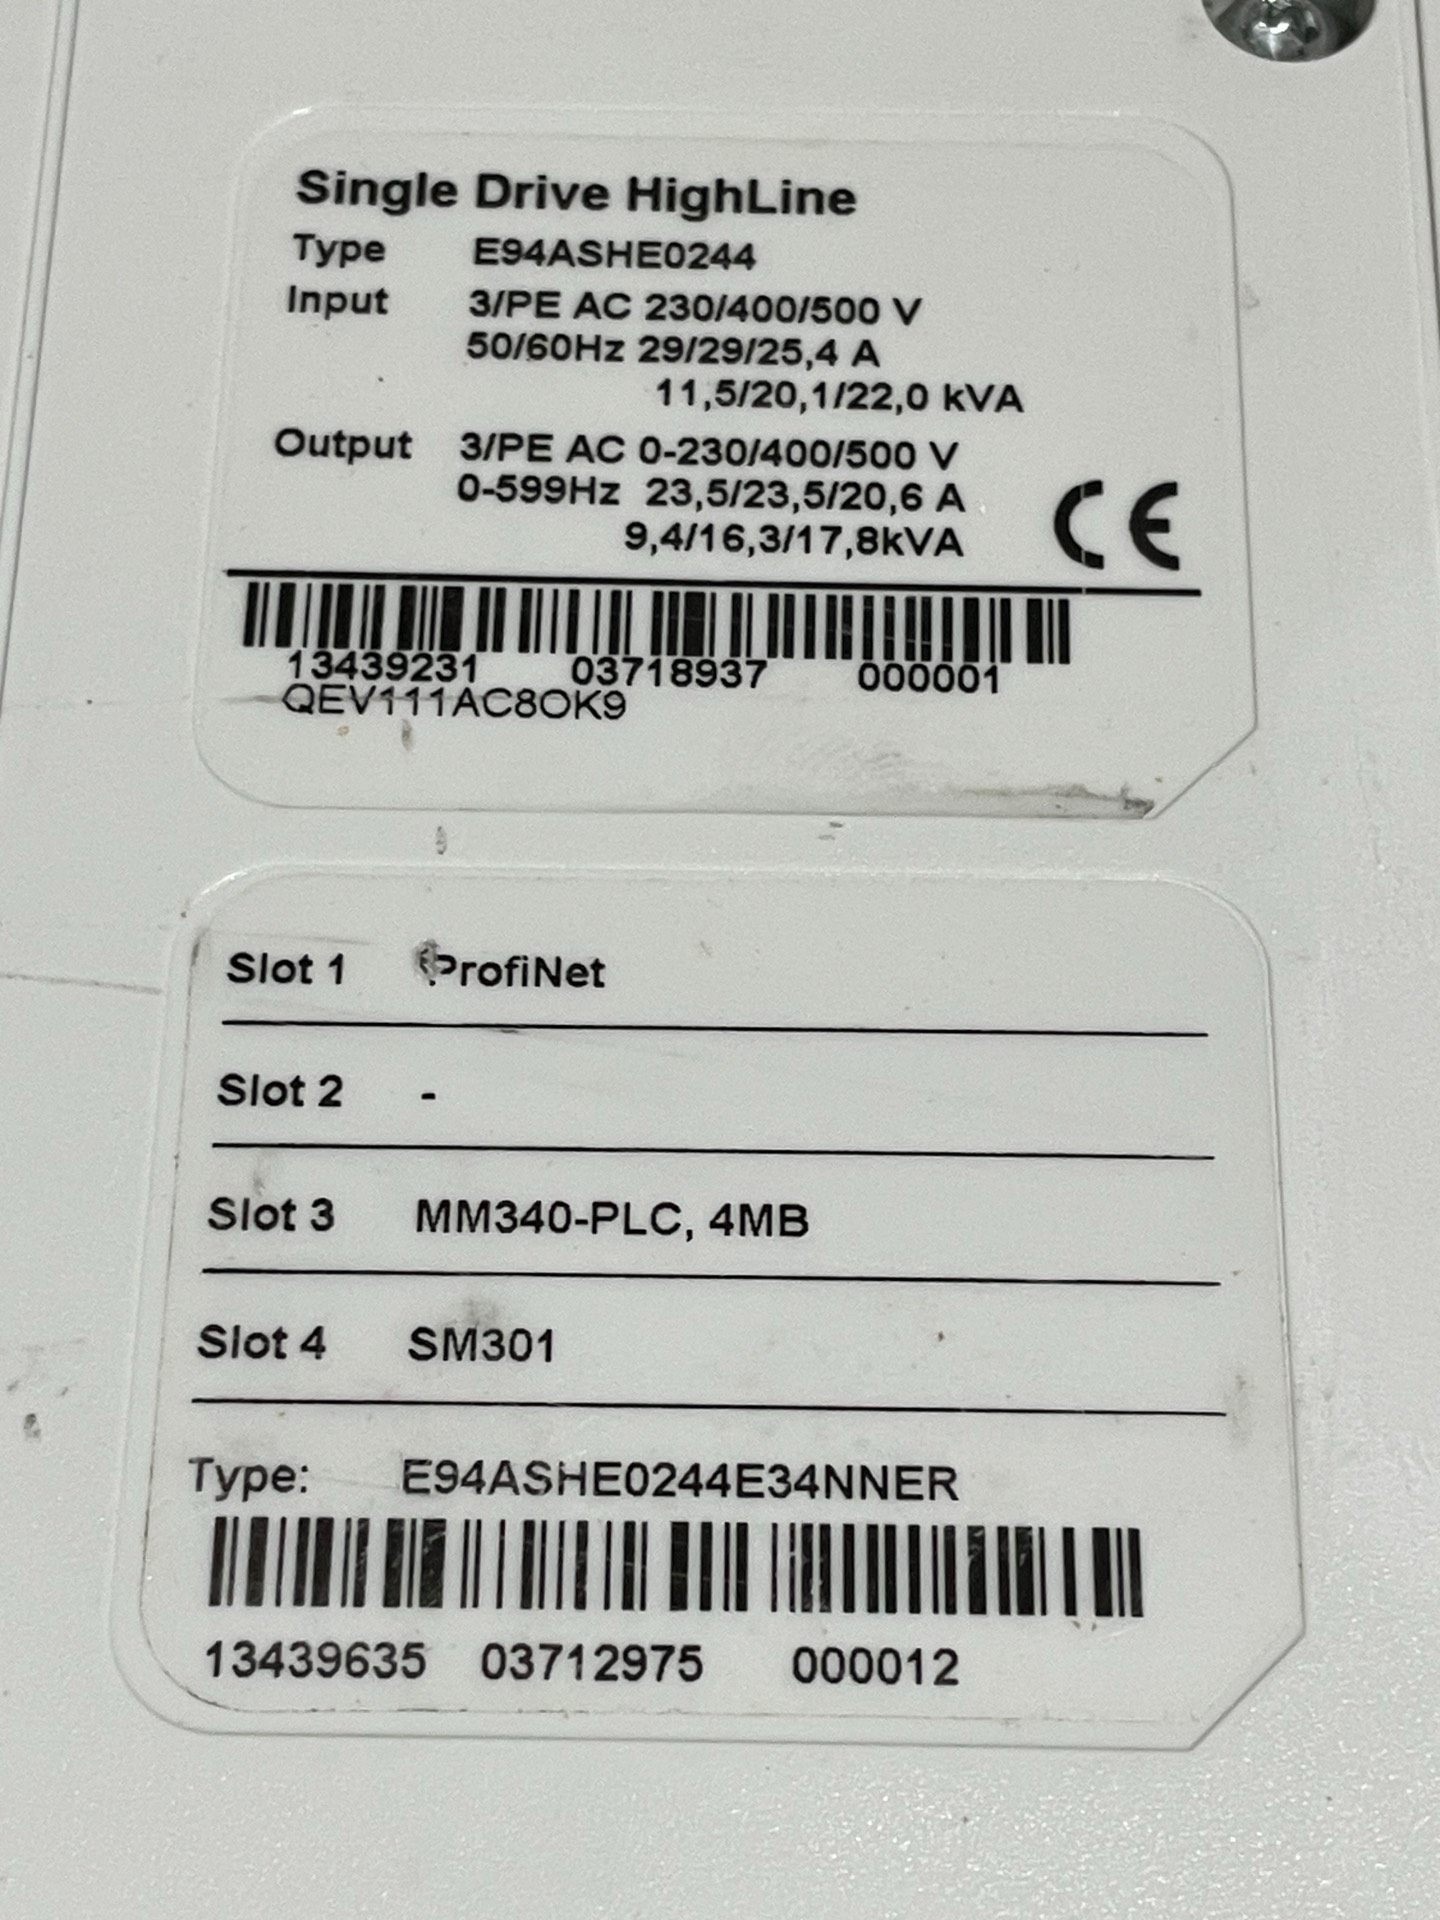 Single Drive HighLine
Type E94ASHE0244
Input 3/PE AC 230/400/500 V
50/60Hz 29/29/25,4 A
11,5/20,1/22,0 kVA
Output 3/PE AC 0-230/400/500 V
0-599Hz 23,5/23,5/20,6 A
9,4/16,3/17,8kVA
CE
13439231 03718937 000001
QEV111AC8OK9
Slot 1 ProfiNet
Slot 2 -
Slot 3 MM340-PLC, 4MB
Slot 4 SM301
Type: E94ASHE0244E34NNER
13439635 03712975 000012